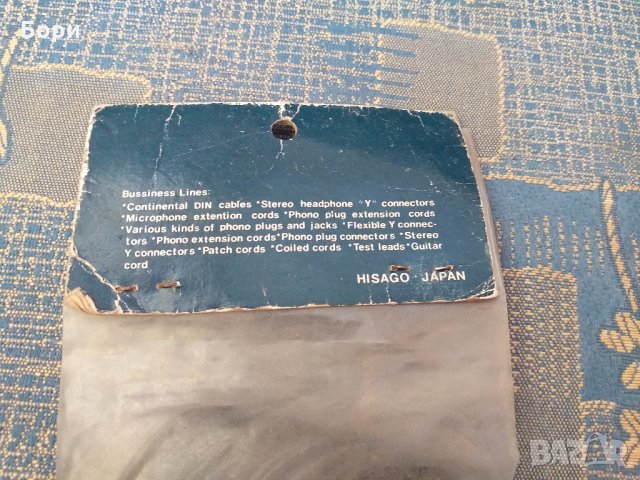 Бори
Bussiness Lines:
*Continental DIN cables *Stereo headphone "Y" connectors
*Microphone extention cords *Phono plug extension cords
*Various kinds of phono plugs and jacks *Flexible Y connec-
tors *Phono extension cords*Phono plug connectors *Stereo
Y connectors *Patch cords *Coiled cords *Test leads*Guitar
cord
HISAGO · JAPAN
BAZAR